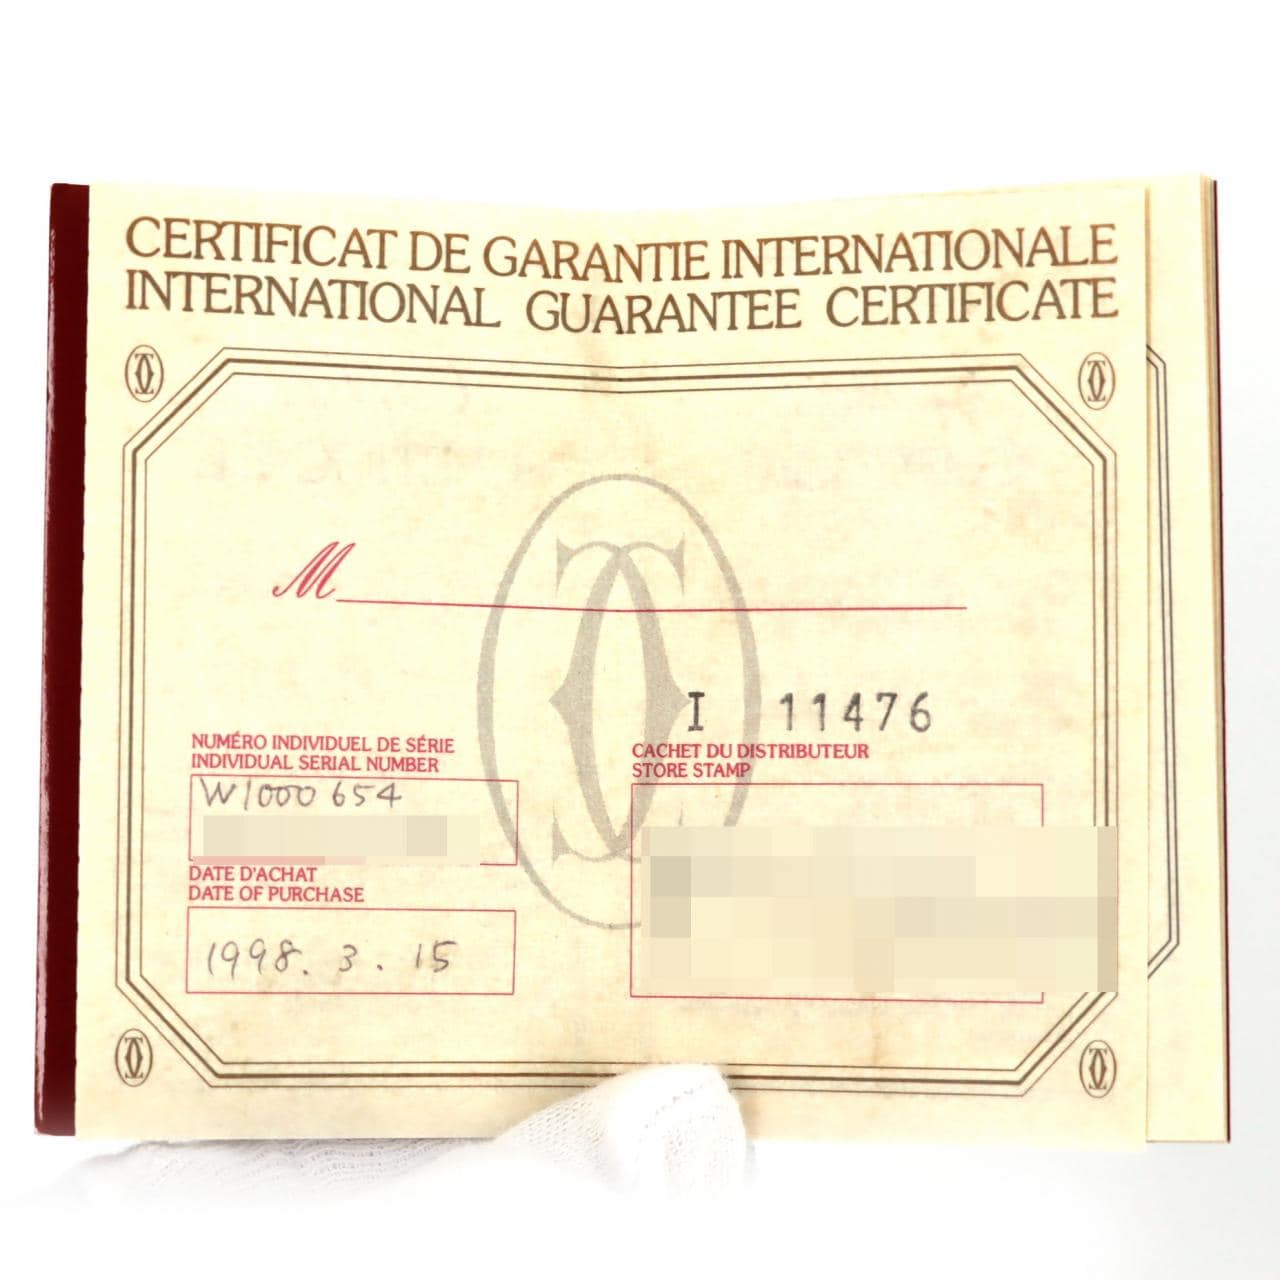 CERTIFICAT DE GARANTIE INTERNATIONALE
INTERNATIONAL GUARANTEE CERTIFICATE
M
I 11476
NUMÉRO INDIVIDUEL DE SÉRIE
INDIVIDUAL SERIAL NUMBER
W1000654
CACHET DU DISTRIBUTEUR
STORE STAMP
DATE D'ACHAT
DATE OF PURCHASE
1998. 3. 15